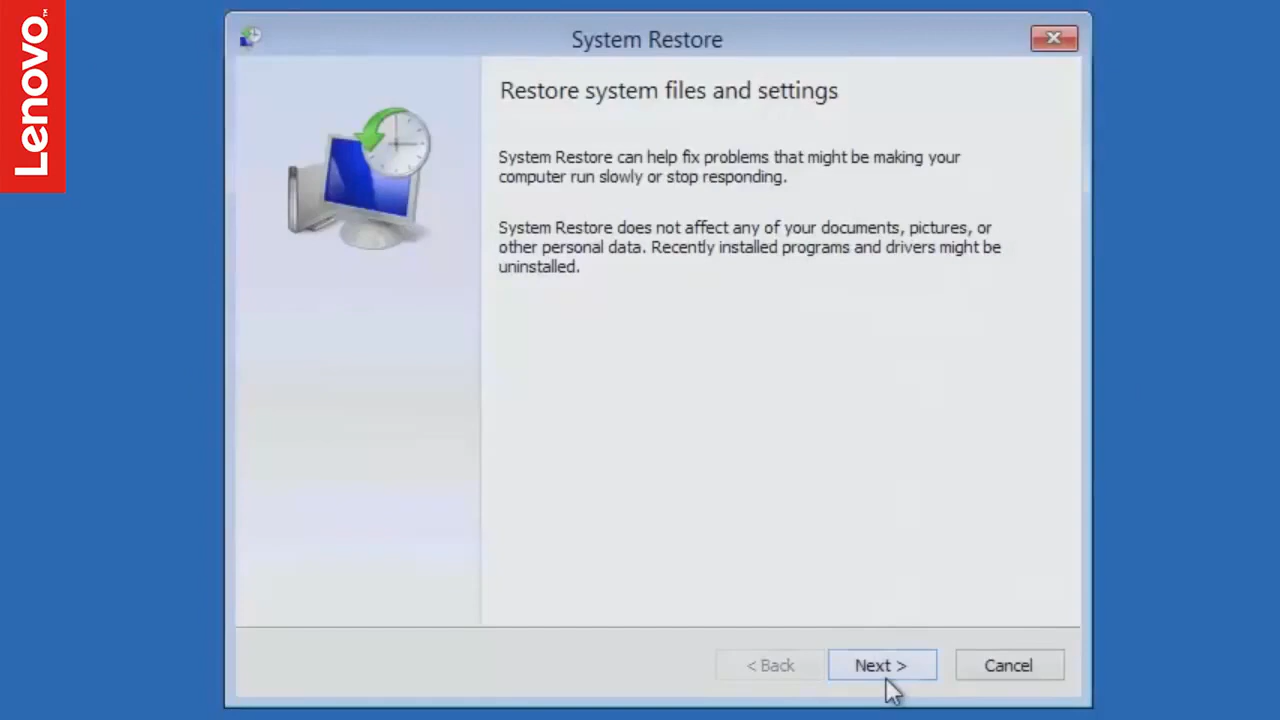 Lenovo™
System Restore
Restore system files and settings
System Restore can help fix problems that might be making your
computer run slowly or stop responding.
System Restore does not affect any of your documents, pictures, or
other personal data. Recently installed programs and drivers might be
uninstalled.
< Back
Next >
Cancel